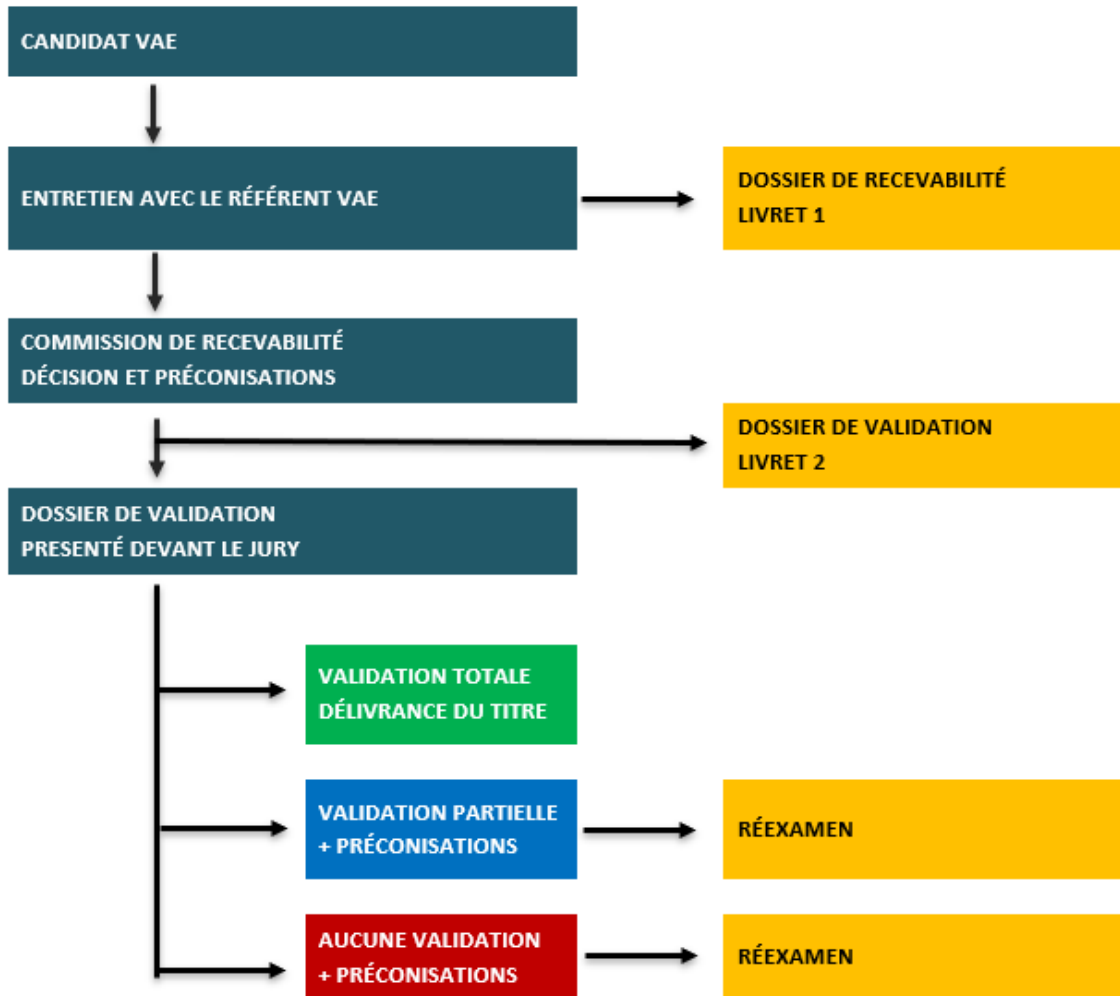 CANDIDAT VAE
ENTRETIEN AVEC LE RÉFÉRENT VAE
DOSSIER DE RECEVABILITÉ
LIVRET 1
COMMISSION DE RECEVABILITÉ
DÉCISION ET PRÉCONISATIONS
DOSSIER DE VALIDATION
LIVRET 2
DOSSIER DE VALIDATION
PRESENTÉ DEVANT LE JURY
VALIDATION TOTALE
DÉLIVRANCE DU TITRE
VALIDATION PARTIELLE
+ PRÉCONISATIONS
RÉEXAMEN
AUCUNE VALIDATION
+ PRÉCONISATIONS
RÉEXAMEN